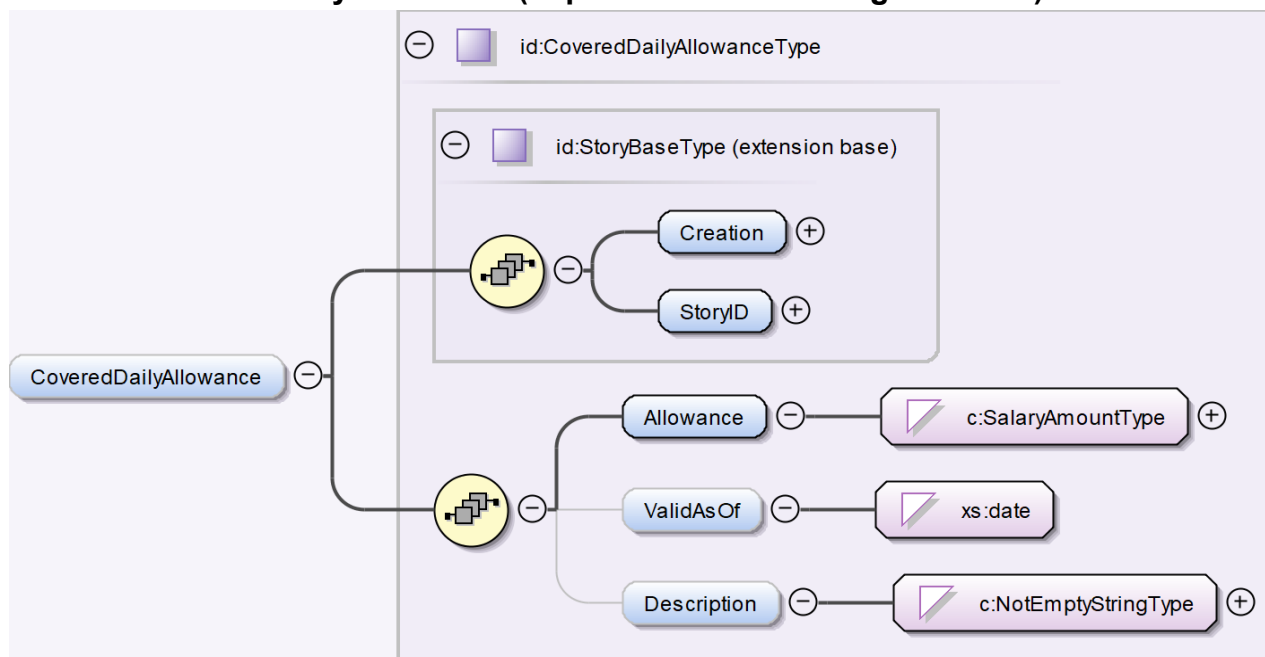 id:CoveredDailyAllowanceType
id:StoryBaseType (extension base)
Creation
StoryID
CoveredDailyAllowance
Allowance
c:SalaryAmountType
ValidAsOf
xs:date
Description
c:NotEmptyStringType